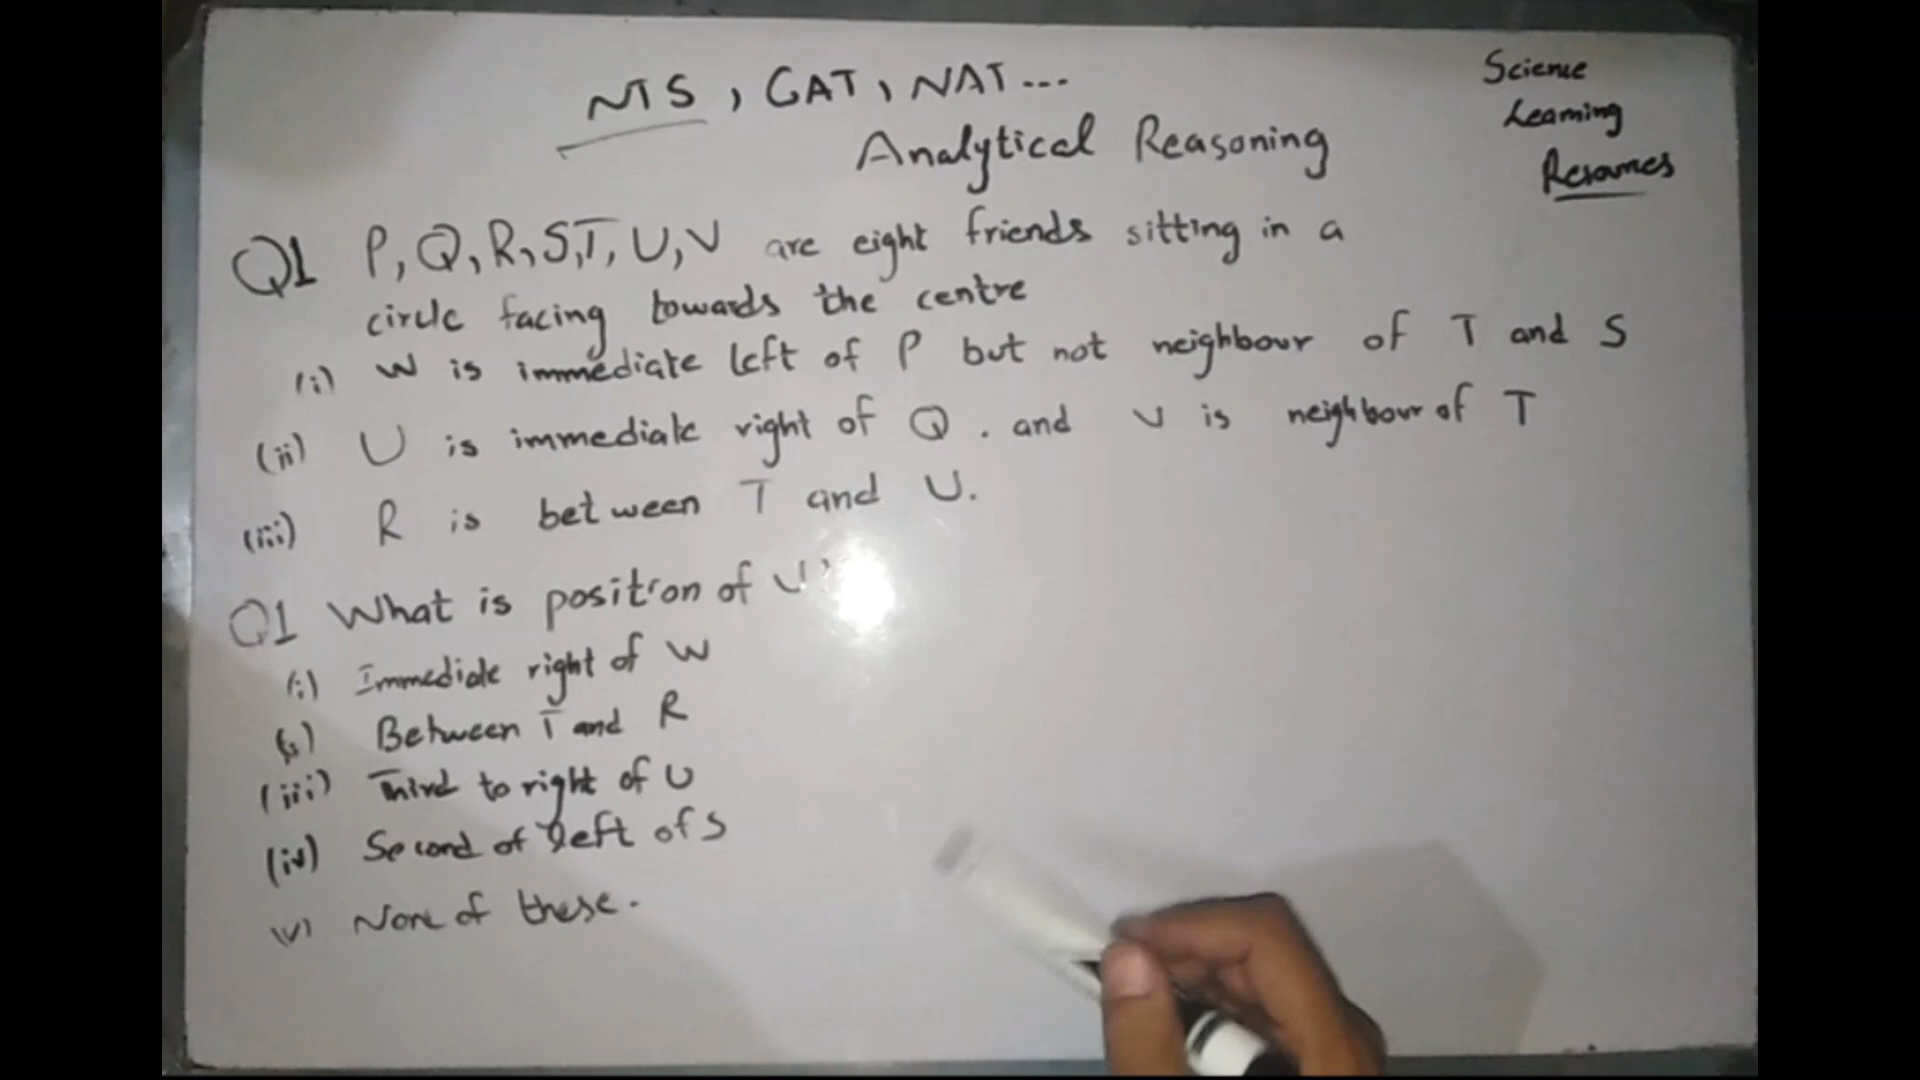 NTS, GAT, NAT...
Analytical Reasoning
Science
Learning
Resources
Q1 P, Q, R, S, T, U, V are eight friends sitting in a
circle facing towards the centre
(i) W is immediate left of P but not neighbour of T and S
(ii) U is immediate right of Q. and V is neighbour of T
(iii) R is between T and U.
Q1 What is position of V?
(i) Immediate right of W
Between T and R
(iii) Third to right of U
(iv) Second of left of S
(v) None of these.